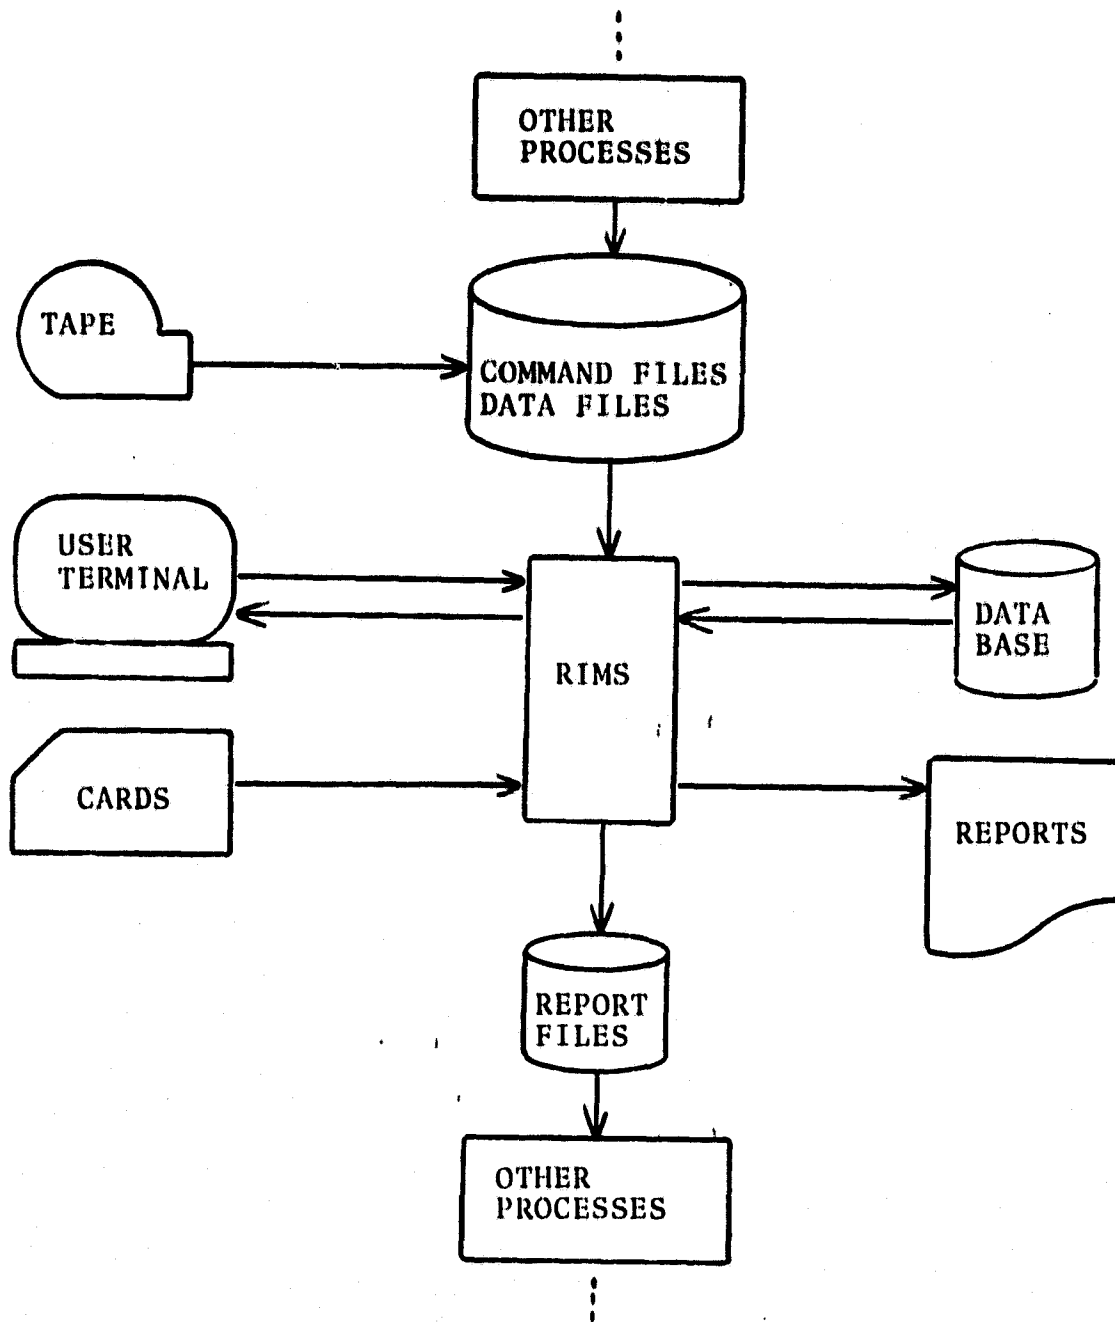 OTHER
PROCESSES
TAPE
COMMAND FILES
DATA FILES
USER
TERMINAL
RIMS
DATA
BASE
CARDS
REPORTS
REPORT
FILES
OTHER
PROCESSES